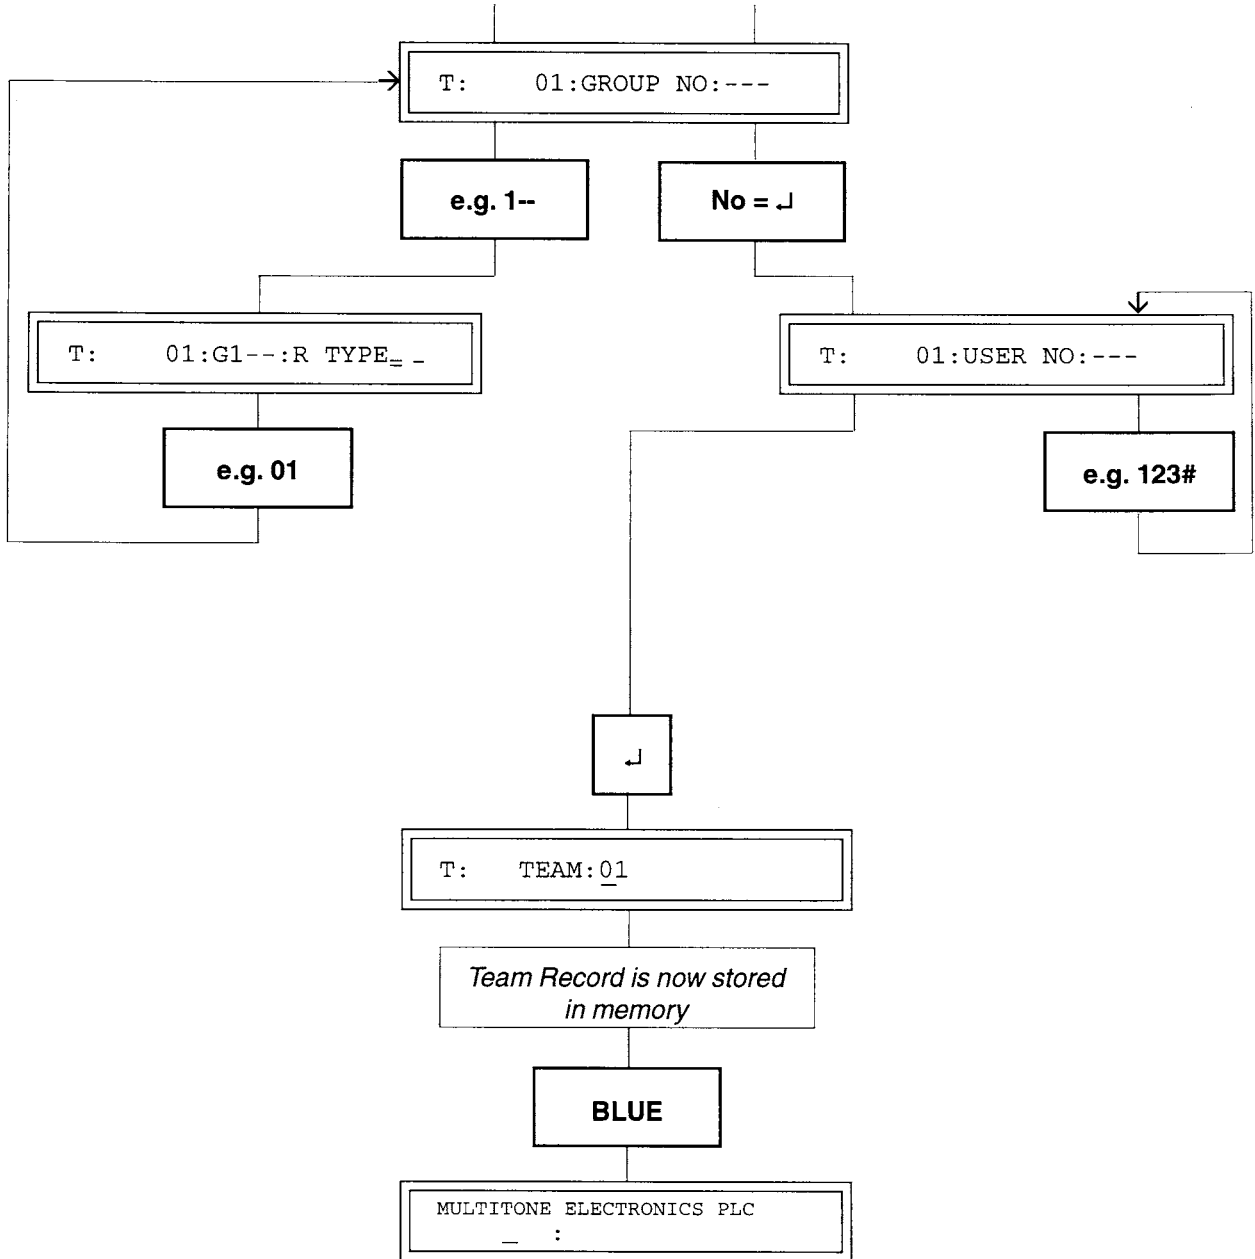 T: 01:GROUP NO:---
e.g. 1--
No = ↵
T: 01:G1--:R TYPE_ _
T: 01:USER NO:---
e.g. 01
e.g. 123#
↵
T: TEAM:01
Team Record is now stored
in memory
BLUE
MULTITONE ELECTRONICS PLC
_ :